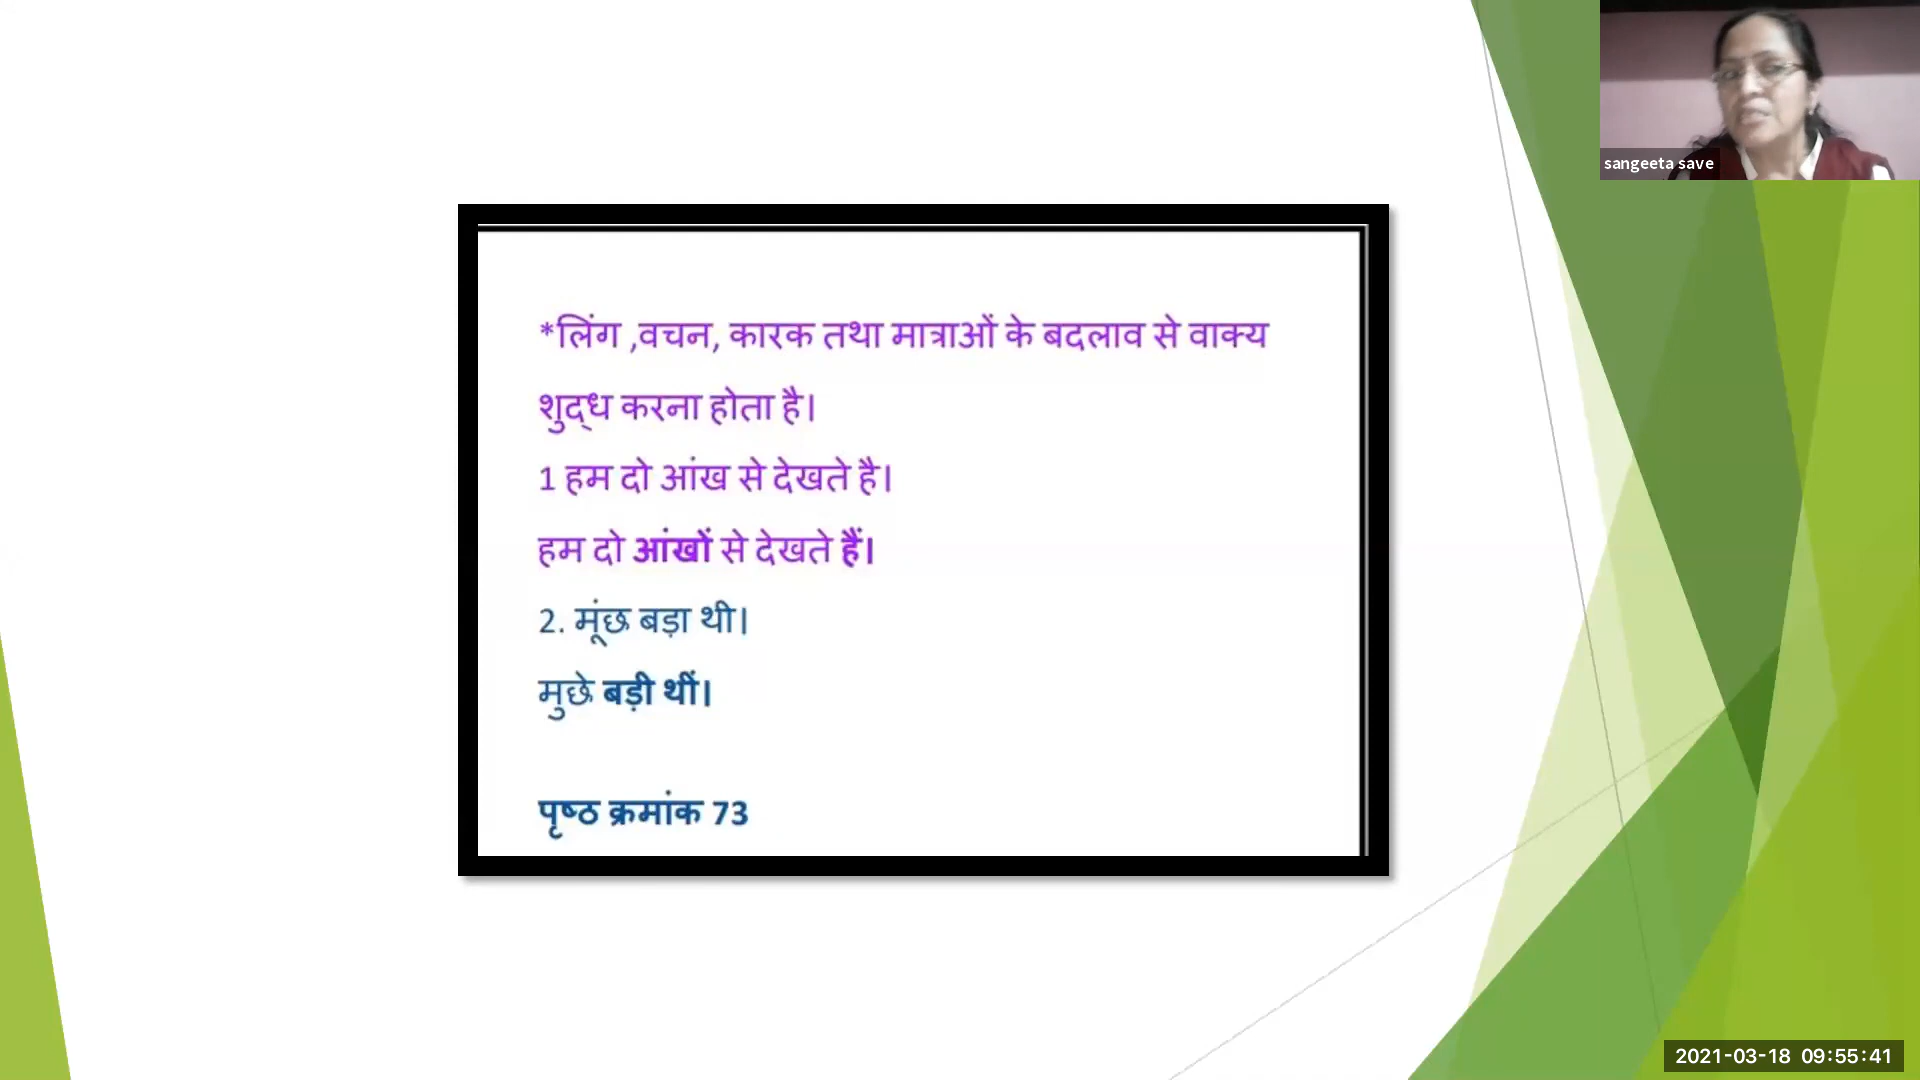 sangeeta save
*लिंग ,वचन, कारक तथा मात्राओं के बदलाव से वाक्य
शुद्ध करना होता है।
1 हम दो आंख से देखते है।
हम दो आंखों से देखते हैं।
2. मूंछ बड़ा थी।
मुछे बड़ी थीं।
पृष्ठ क्रमांक 73
2021-03-18 09:55:41